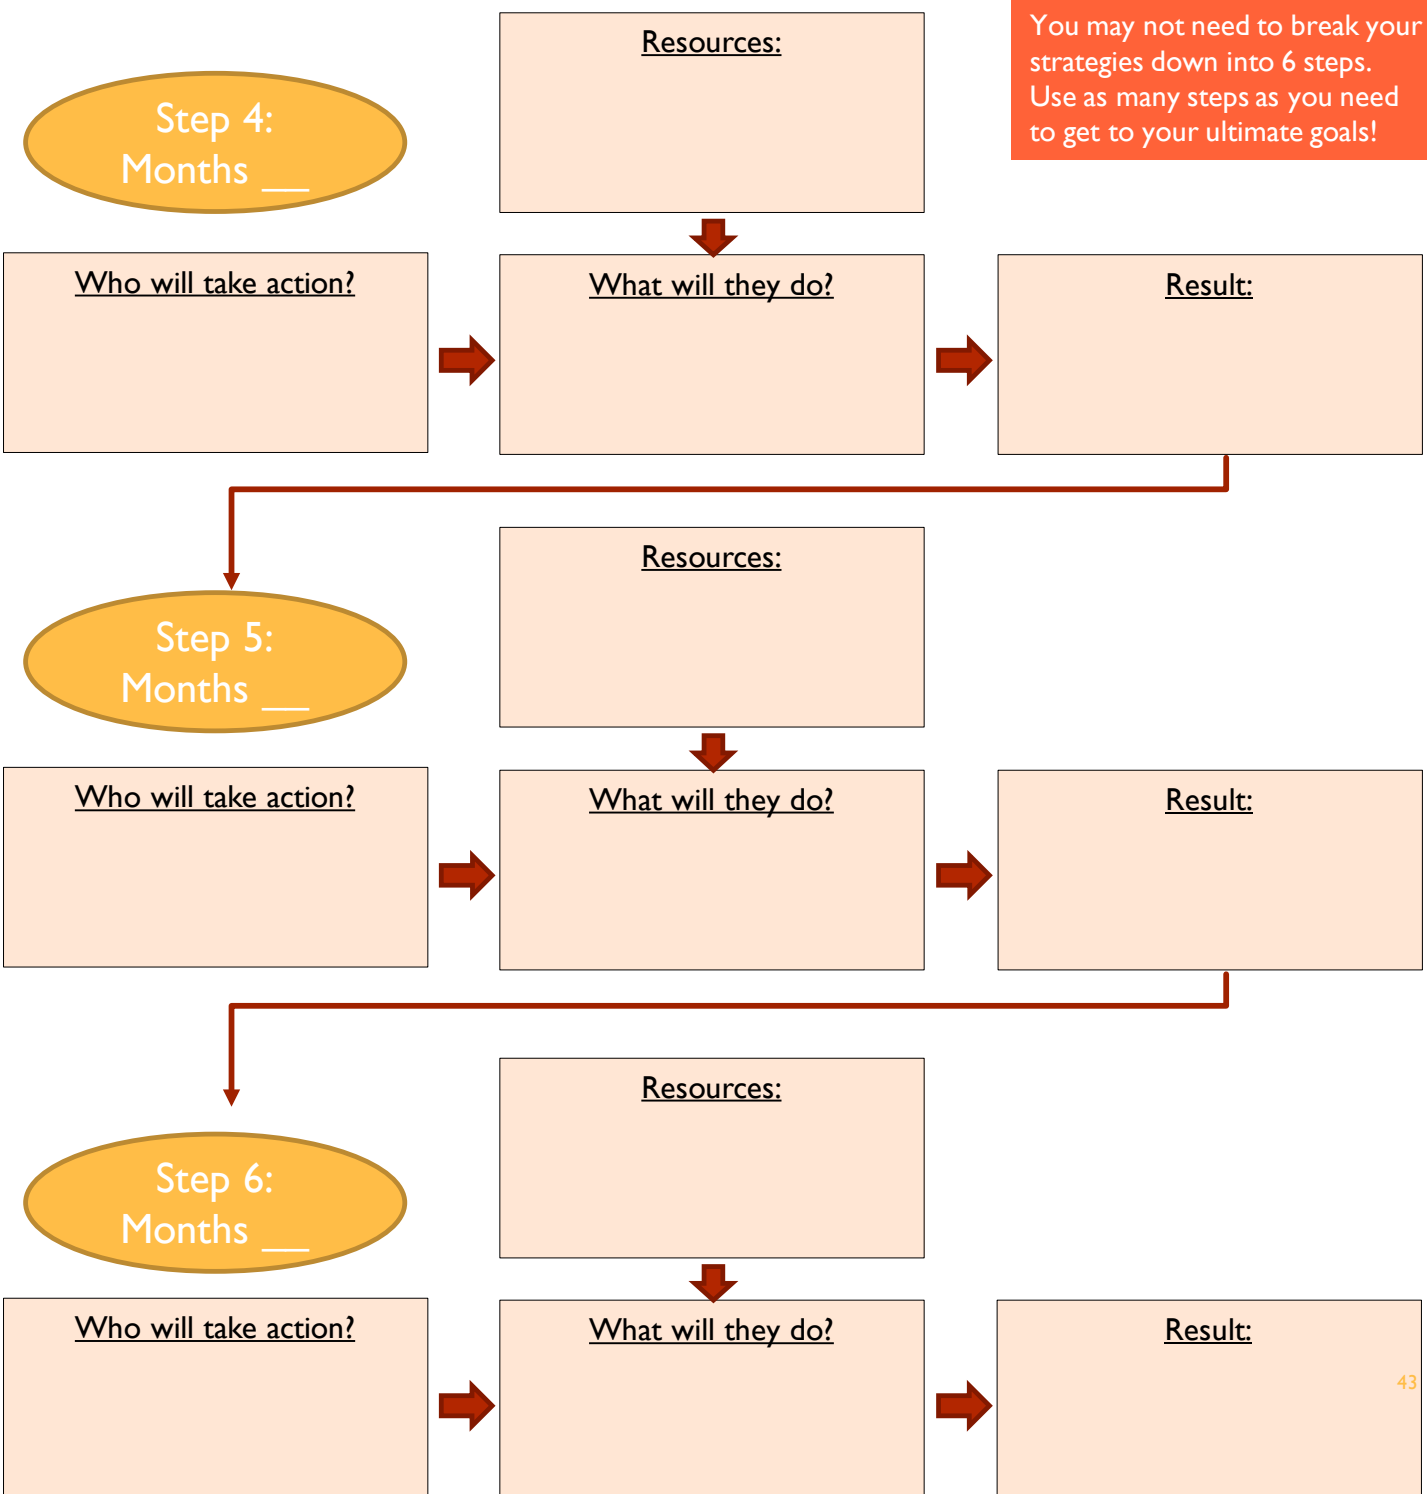 You may not need to break your
strategies down into 6 steps.
Use as many steps as you need
to get to your ultimate goals!
Step 4:
Months __
Resources:
Who will take action?
What will they do?
Result:
Step 5:
Months __
Resources:
Who will take action?
What will they do?
Result:
Step 6:
Months __
Resources:
Who will take action?
What will they do?
Result:
43